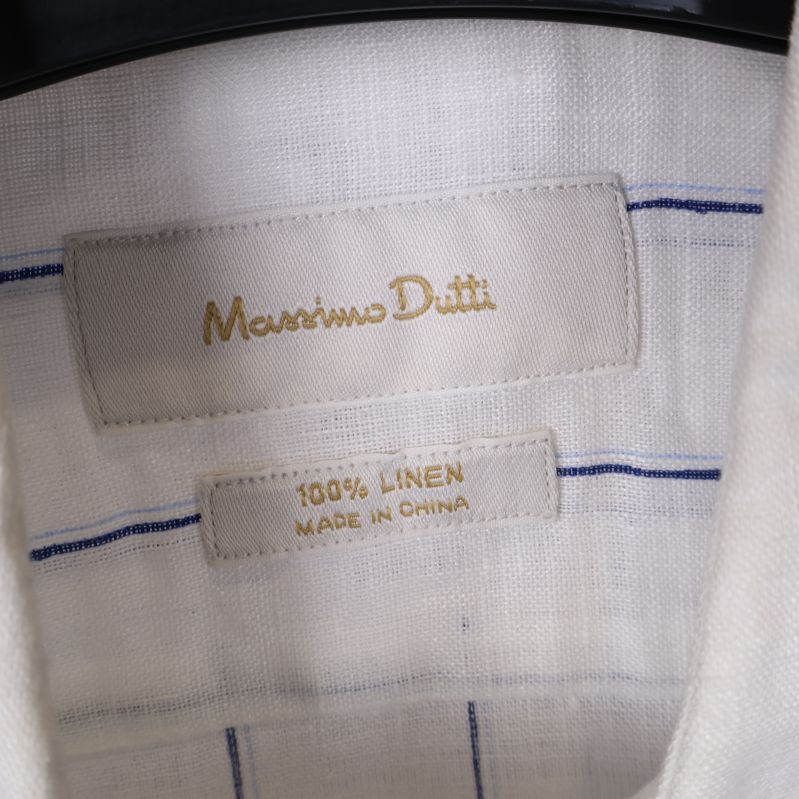 Massimo Dutti
100% LINEN
MADE IN CHINA